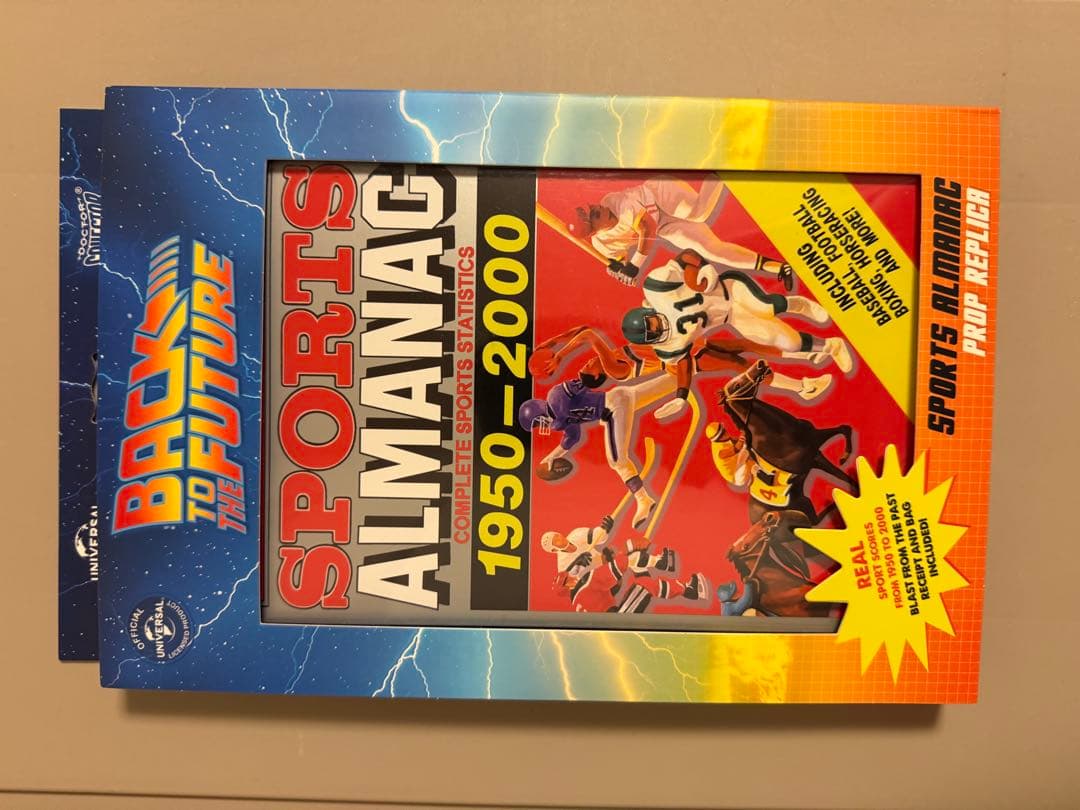 "DOCTOR"®
UNIVERSAL
BACK
TO
THE FUTURE™
OFFICIAL
UNIVERSAL
LICENSED PRODUCT
SPORTS
ALMANAC
COMPLETE SPORTS STATISTICS
1950-2000
INCLUDING
BASEBALL, FOOTBALL
BOXING, HORSERACING
AND MORE!
31
4
4
REAL
SPORT SCORES
FROM 1950 TO 2000
BLAST FROM THE PAST
RECEIPT AND BAG
INCLUDED!
SPORTS ALMANAC
PROP REPLICA